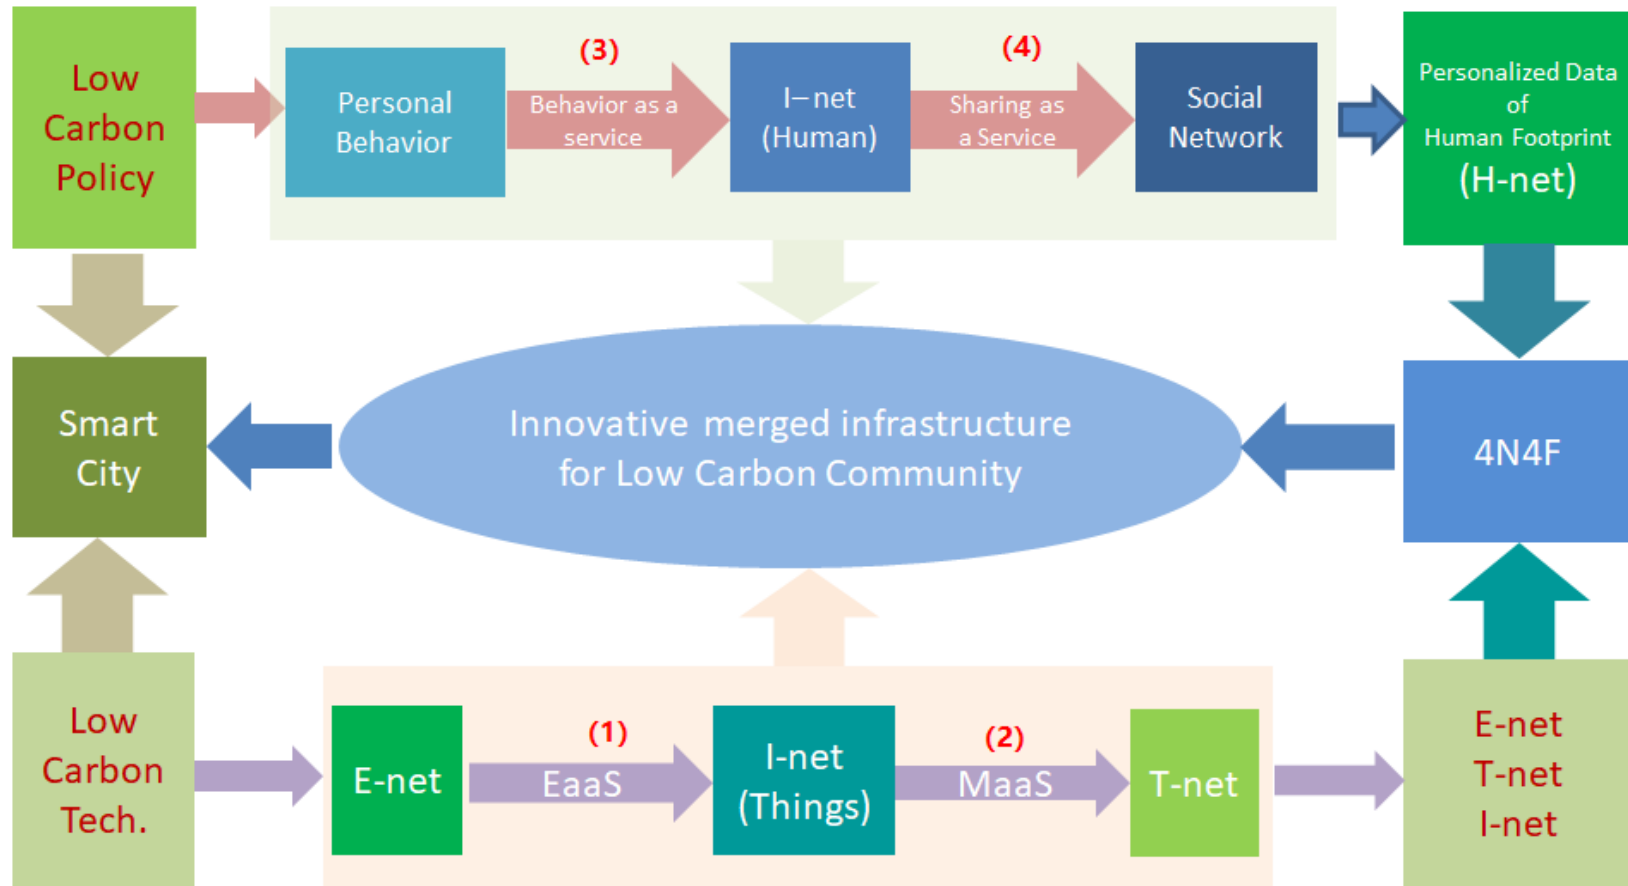 Low
Carbon
Policy
Personal
Behavior
(3)
Behavior as a
service
I– net
(Human)
(4)
Sharing as
a Service
Social
Network
Personalized Data
of
Human Footprint
(H-net)
Smart
City
Innovative merged infrastructure
for Low Carbon Community
4N4F
Low
Carbon
Tech.
E-net
(1)
EaaS
I-net
(Things)
(2)
MaaS
T-net
E-net
T-net
I-net